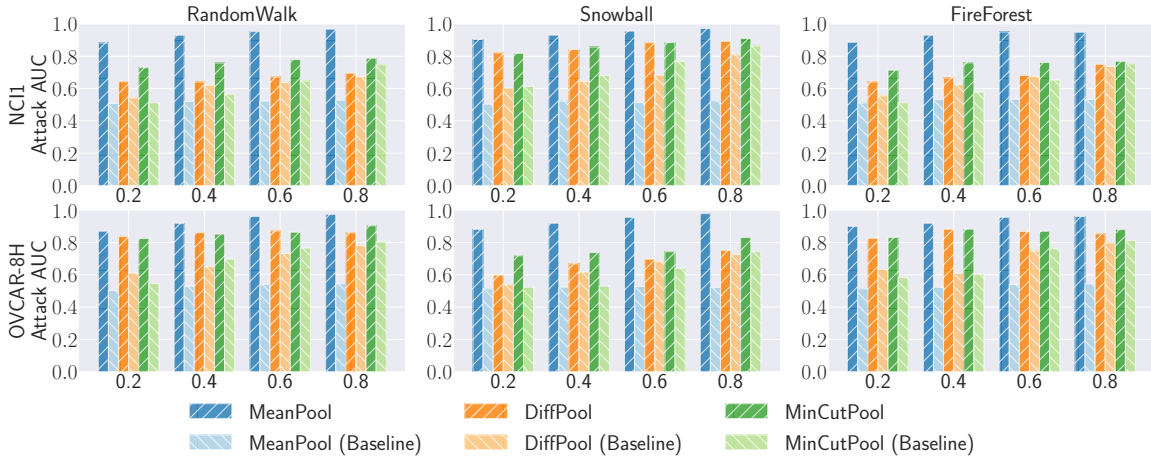 RandomWalk Snowball FireForest
NCI1
Attack AUC
1.0 1.0 1.0
0.8 0.8 0.8
0.6 0.6 0.6
0.4 0.4 0.4
0.2 0.2 0.2
0.0 0.0 0.0
0.2 0.4 0.6 0.8 0.2 0.4 0.6 0.8 0.2 0.4 0.6 0.8
OVCAR-8H
Attack AUC
1.0 1.0 1.0
0.8 0.8 0.8
0.6 0.6 0.6
0.4 0.4 0.4
0.2 0.2 0.2
0.0 0.0 0.0
0.2 0.4 0.6 0.8 0.2 0.4 0.6 0.8 0.2 0.4 0.6 0.8
MeanPool DiffPool MinCutPool
MeanPool (Baseline) DiffPool (Baseline) MinCutPool (Baseline)